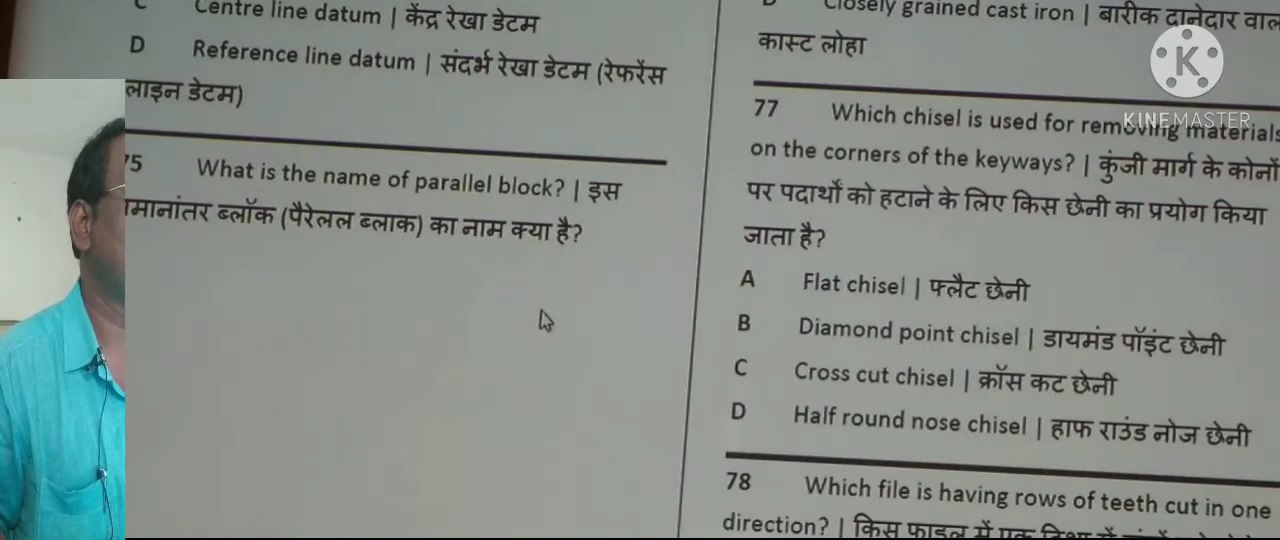 C Centre line datum | केंद्र रेखा डेटम
D Reference line datum | संदर्भ रेखा डेटम (रेफरेंस
लाइन डेटम)
75 What is the name of parallel block? | इस
मानांतर ब्लॉक (पैरेलल ब्लाक) का नाम क्या है?
Closely grained cast iron | बारीक दानेदार वाल
कास्ट लोहा
K
KINEMASTER
77 Which chisel is used for removing materials
on the corners of the keyways? | कुंजी मार्ग के कोनों
पर पदार्थो को हटाने के लिए किस छेनी का प्रयोग किया
जाता है?
A Flat chisel | फ्लैट छेनी
B Diamond point chisel | डायमंड पॉइंट छेनी
C Cross cut chisel | क्रॉस कट छेनी
D Half round nose chisel | हाफ राउंड नोज छेनी
78 Which file is having rows of teeth cut in one
direction? | किस फाइल में एक दिशा में